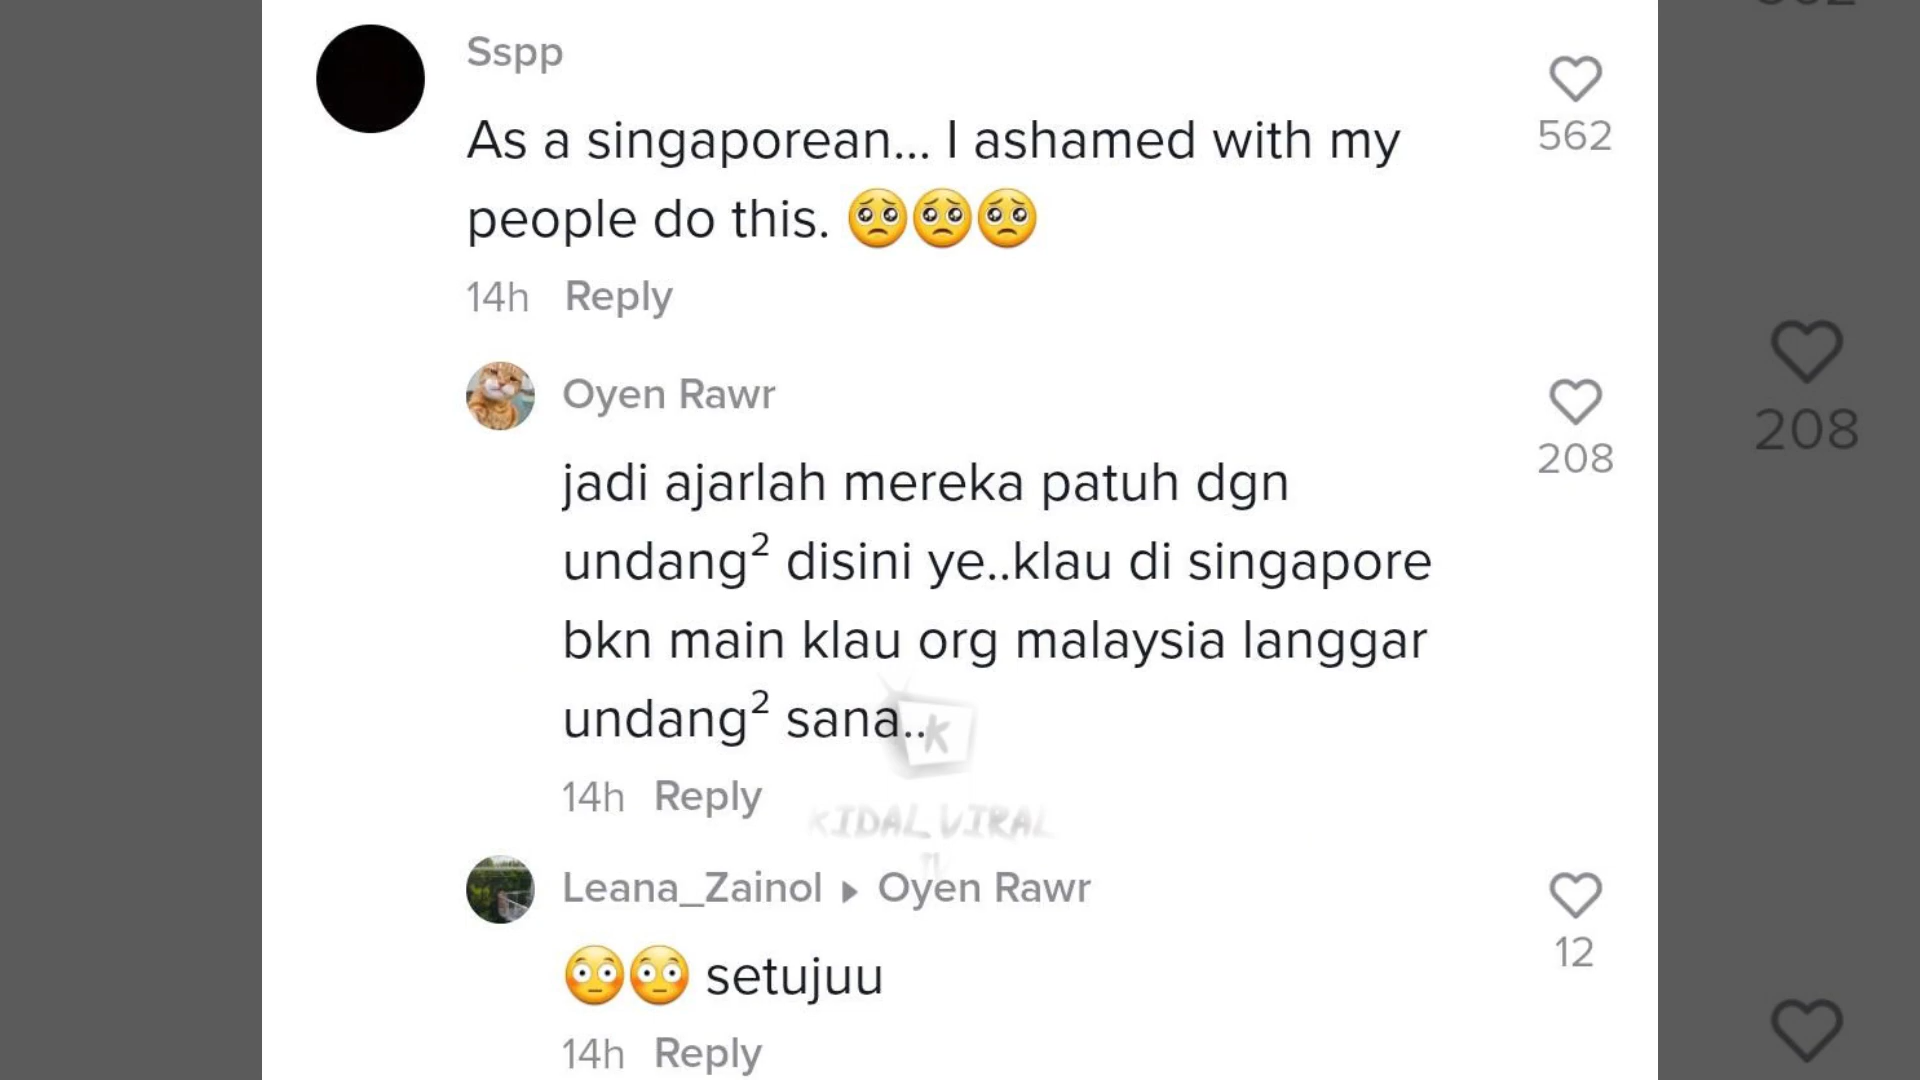 Sspp
562
As a singaporean... I ashamed with my
people do this. 🥺🥺🥺
14h Reply
Oyen Rawr
208
jadi ajarlah mereka patuh dgn
undang² disini ye..klau di singapore
bkn main klau org malaysia langgar
undang² sana..
14h Reply
K
KIDAL VIRAL
TV
Leana_Zainol ▸ Oyen Rawr
12
😳😳 setujuu
14h Reply
208